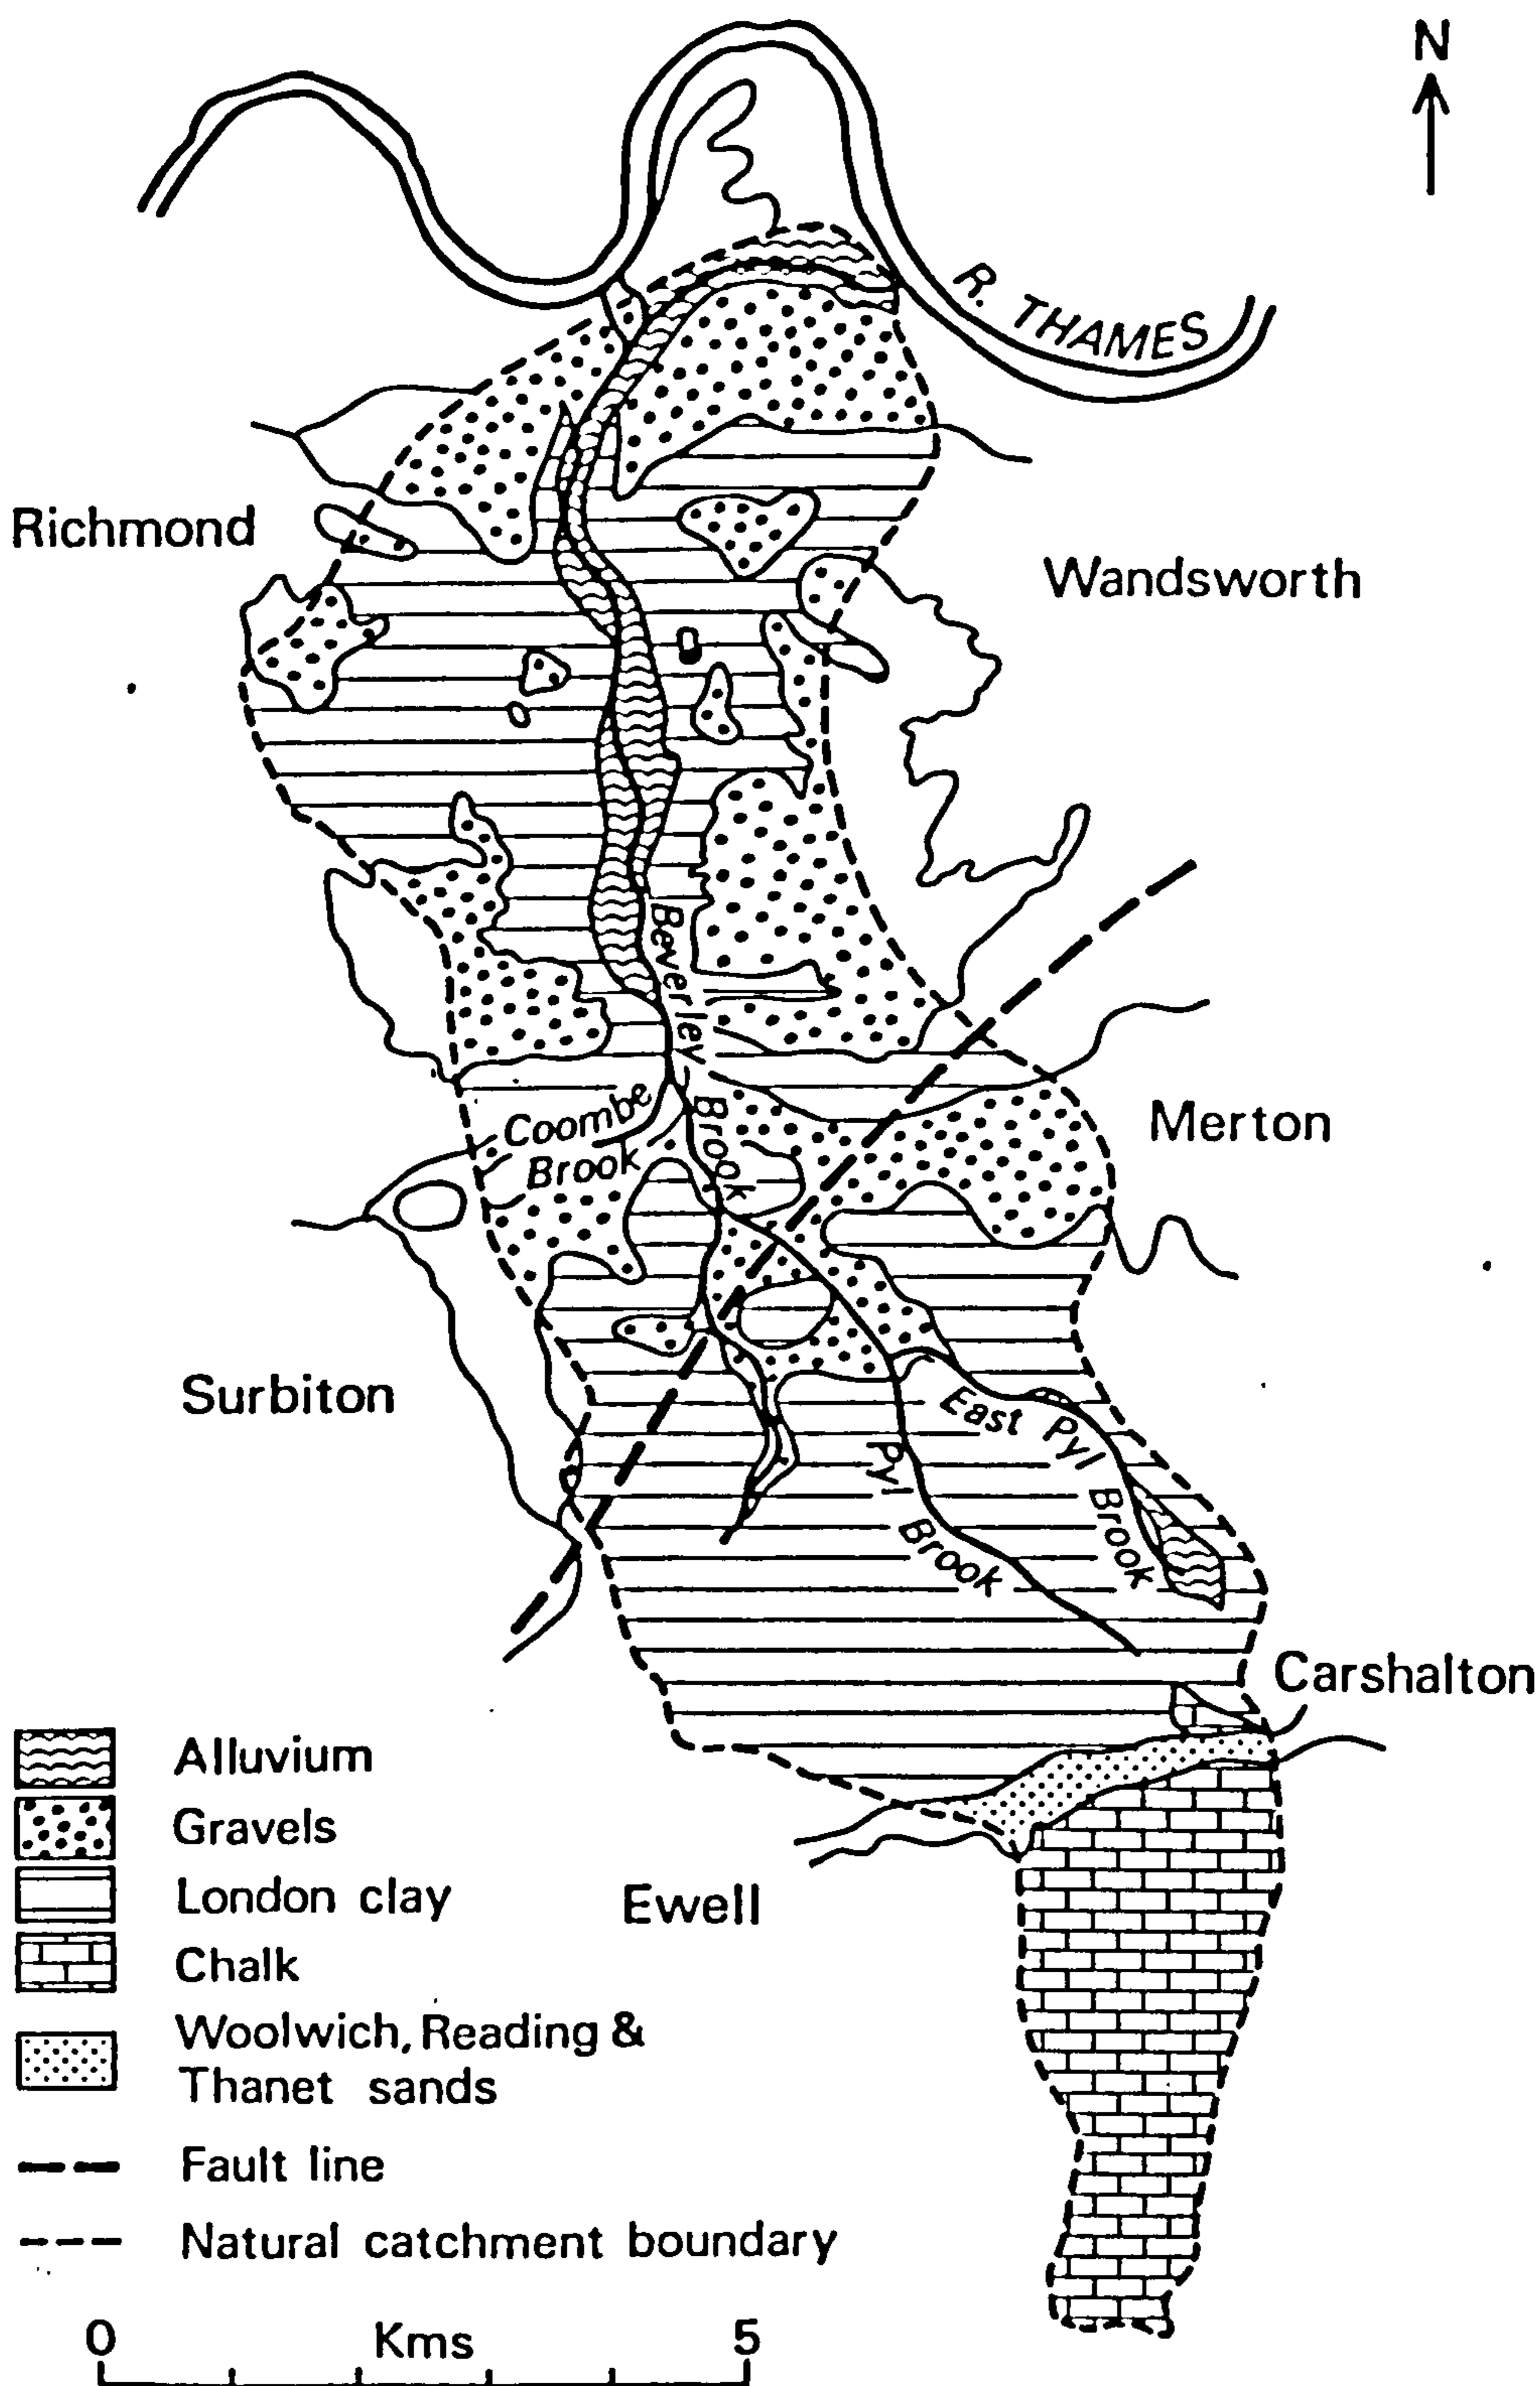 N
R. THAMES
Richmond
Wandsworth
Beverley Brook
Coombe
Brook
Merton
Surbiton
East Pyl Brook
Pyl Brook
Carshalton
Ewell
Alluvium
Gravels
London clay
Chalk
Woolwich, Reading &
Thanet sands
Fault line
Natural catchment boundary
0 Kms 5